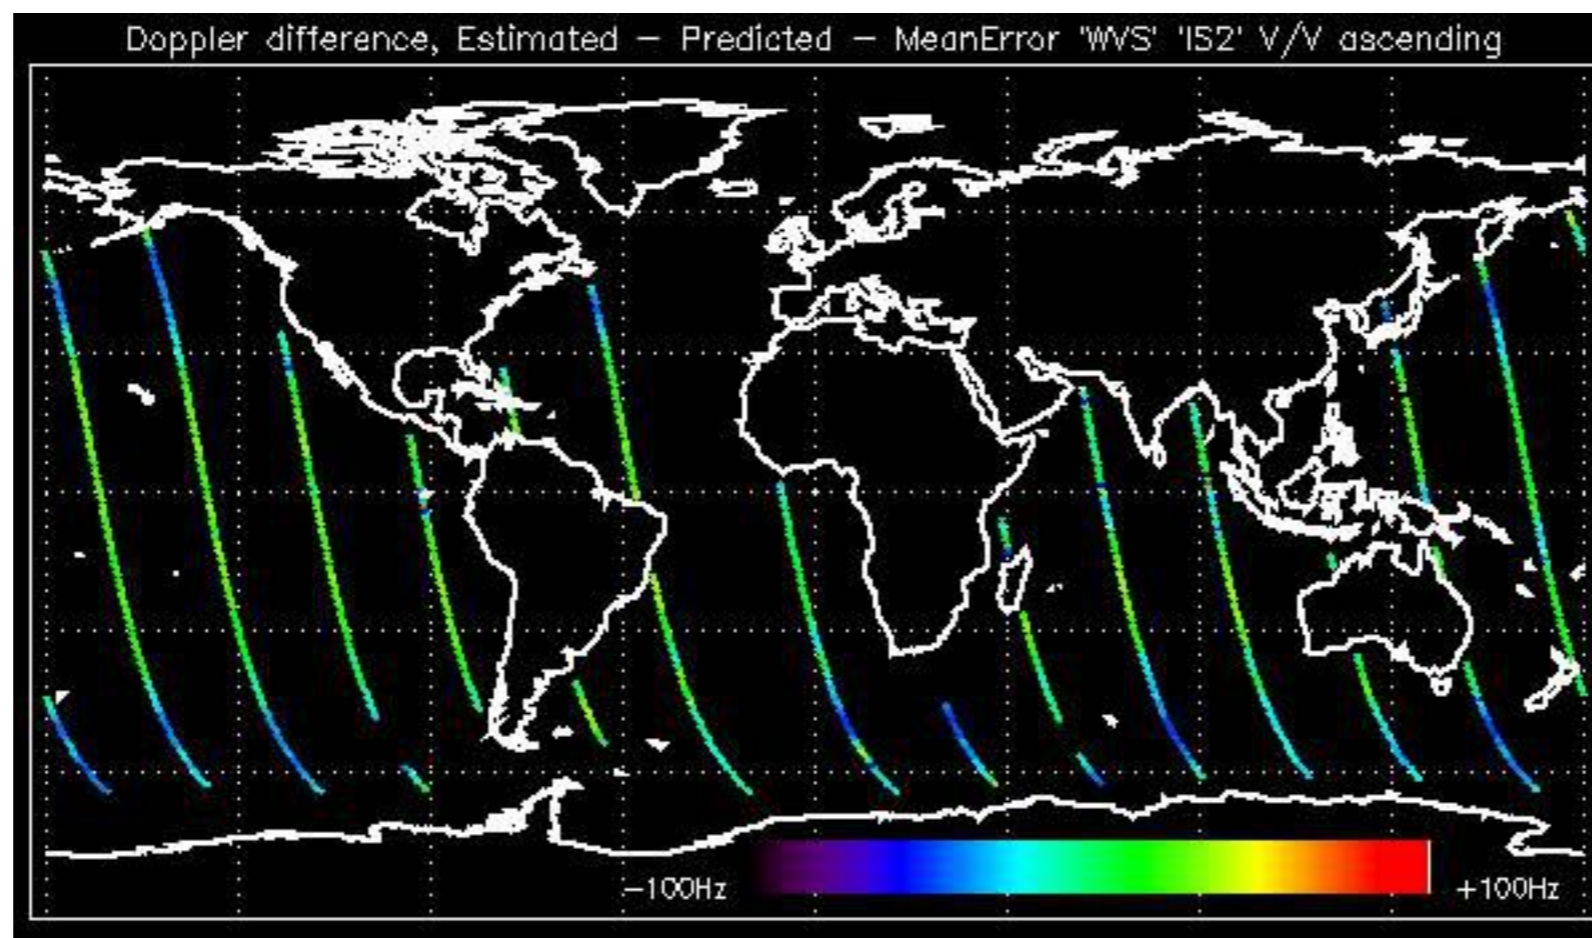 Doppler difference, Estimated - Predicted - MeanError 'WVS' 'IS2' V/V ascending
-100Hz +100Hz